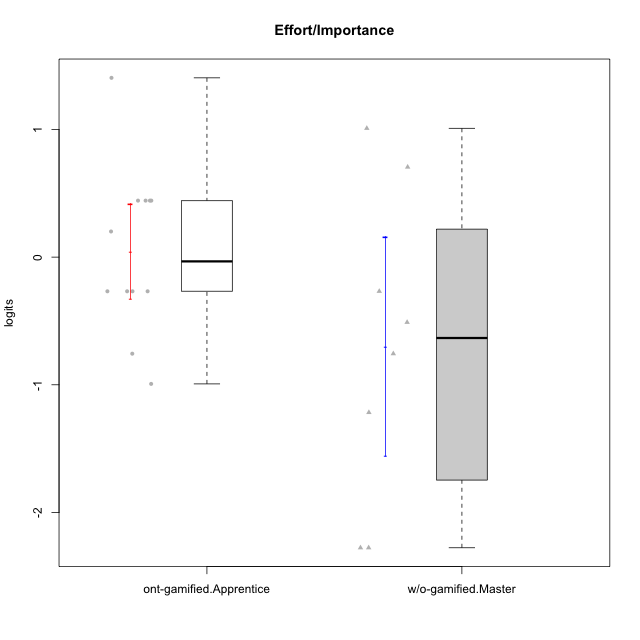 Effort/Importance
logits
1
0
-1
-2
ont-gamified.Apprentice
w/o-gamified.Master